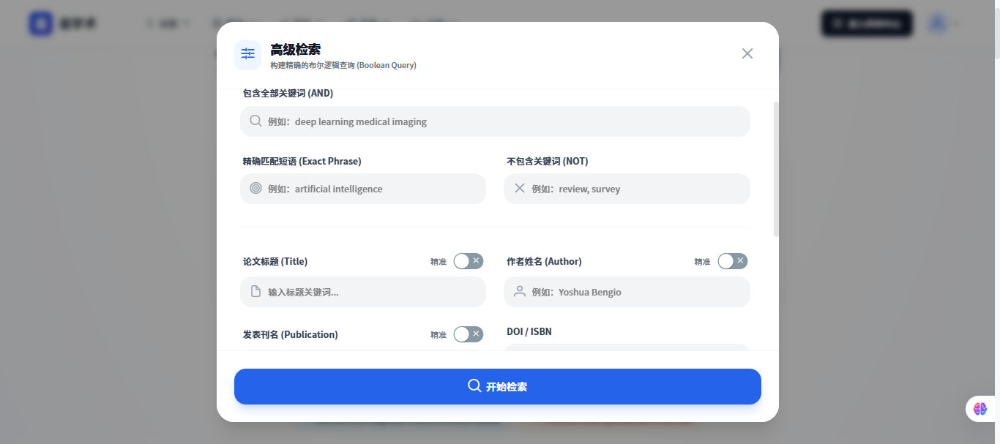 高级检索
构建精确的布尔逻辑查询 (Boolean Query)
包含全部关键词 (AND)
例如：deep learning medical imaging
精确匹配短语 (Exact Phrase)
不包含关键词 (NOT)
例如：artificial intelligence
例如：review, survey
论文标题 (Title)
精准
作者姓名 (Author)
精准
输入标题关键词...
例如：Yoshua Bengio
发表刊名 (Publication)
精准
DOI / ISBN
开始检索